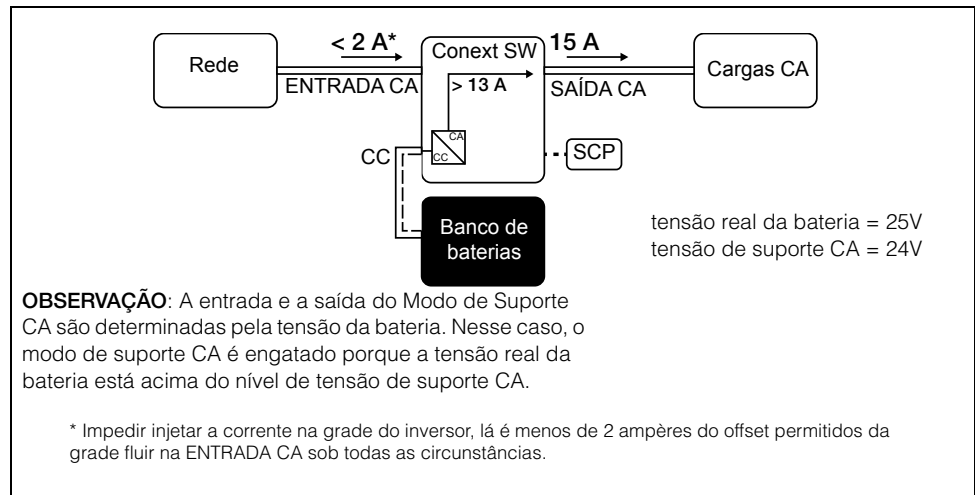 Rede
< 2 A*
ENTRADA CA
Conext SW
> 13 A
15 A
SAÍDA CA
Cargas CA
CA
CC
CC
SCP
Banco de
baterias
tensão real da bateria = 25V
tensão de suporte CA = 24V
OBSERVAÇÃO: A entrada e a saída do Modo de Suporte
CA são determinadas pela tensão da bateria. Nesse caso, o
modo de suporte CA é engatado porque a tensão real da
bateria está acima do nível de tensão de suporte CA.
* Impedir injetar a corrente na grade do inversor, lá é menos de 2 ampères do offset permitidos da
grade fluir na ENTRADA CA sob todas as circunstâncias.